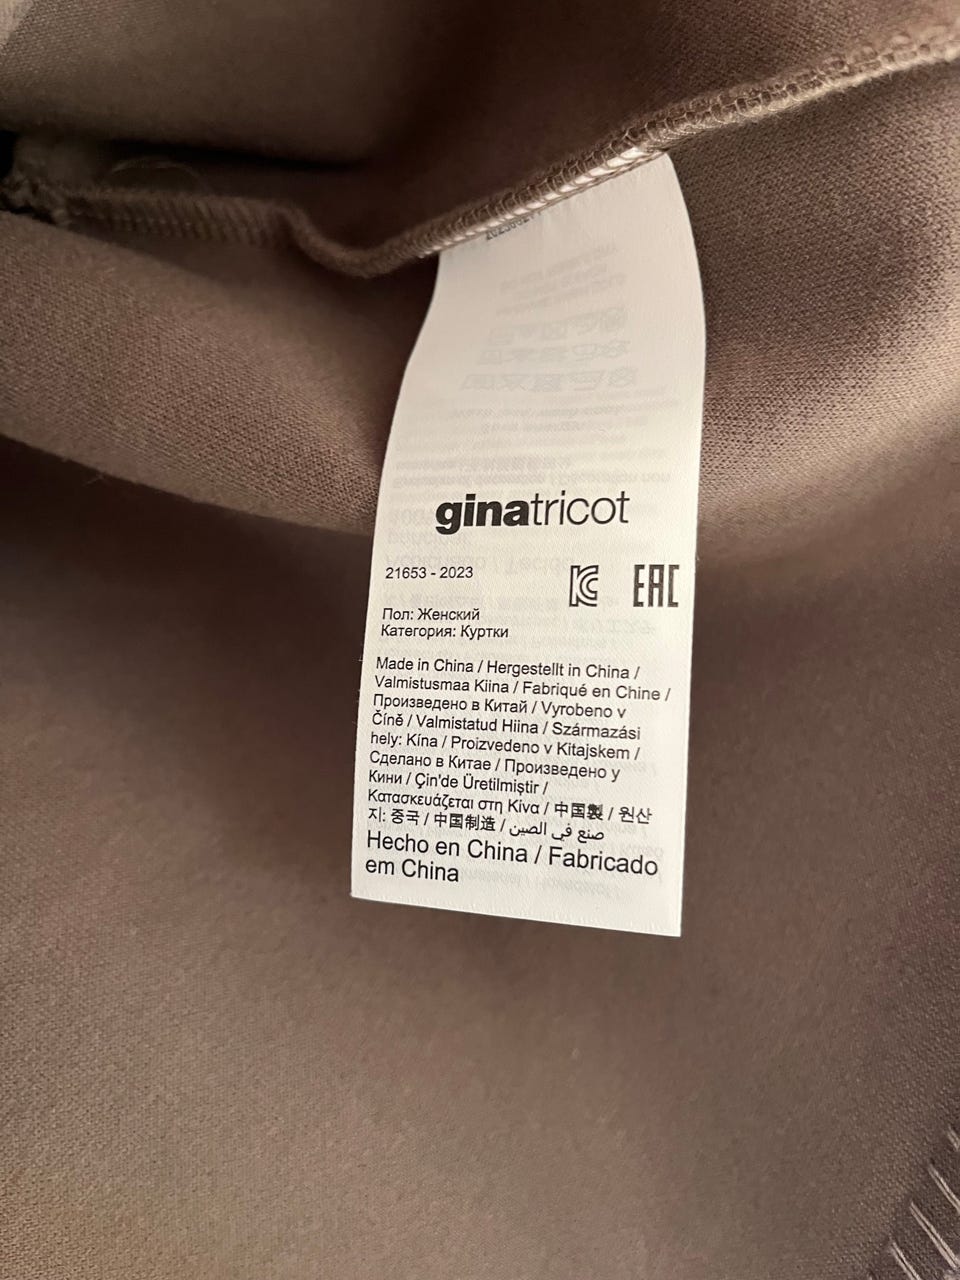 ginatricot
21653 - 2023
KC EAC
Пол: Женский
Категория: Куртки
Made in China / Hergestellt in China /
Valmistusmaa Kiina / Fabriqué en Chine /
Произведено в Китай / Vyrobeno v
Číně / Valmistatud Hiina / Származási
hely: Kína / Proizvedeno v Kitajskem /
Сделано в Китае / Произведено у
Кини / Çin'de Üretilmiştir /
Κατασκευάζεται στη Κίνα / 中国製 / 원산
지: 중국 / 中国制造 / صنع في الصين
Hecho en China / Fabricado
em China